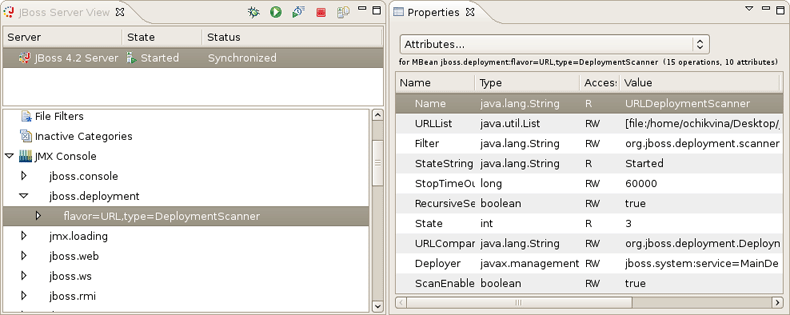 JBoss Server View
Server State Status
JBoss 4.2 Server Started Synchronized
File Filters
Inactive Categories
JMX Console
jboss.console
jboss.deployment
flavor=URL,type=DeploymentScanner
jmx.loading
jboss.web
jboss.ws
jboss.rmi
Properties
Attributes...
for MBean jboss.deployment:flavor=URL,type=DeploymentScanner (15 operations, 10 attributes)
Name Type Access Value
Name java.lang.String R URLDeploymentScanner
URLList java.util.List RW [file:/home/ochikvina/Desktop/
Filter java.lang.String RW org.jboss.deployment.scanner
StateString java.lang.String R Started
StopTimeOu long RW 60000
RecursiveSe boolean RW true
State int R 3
URLCompar java.lang.String RW org.jboss.deployment.Deployn
Deployer javax.management RW jboss.system:service=MainDe
ScanEnable boolean RW true